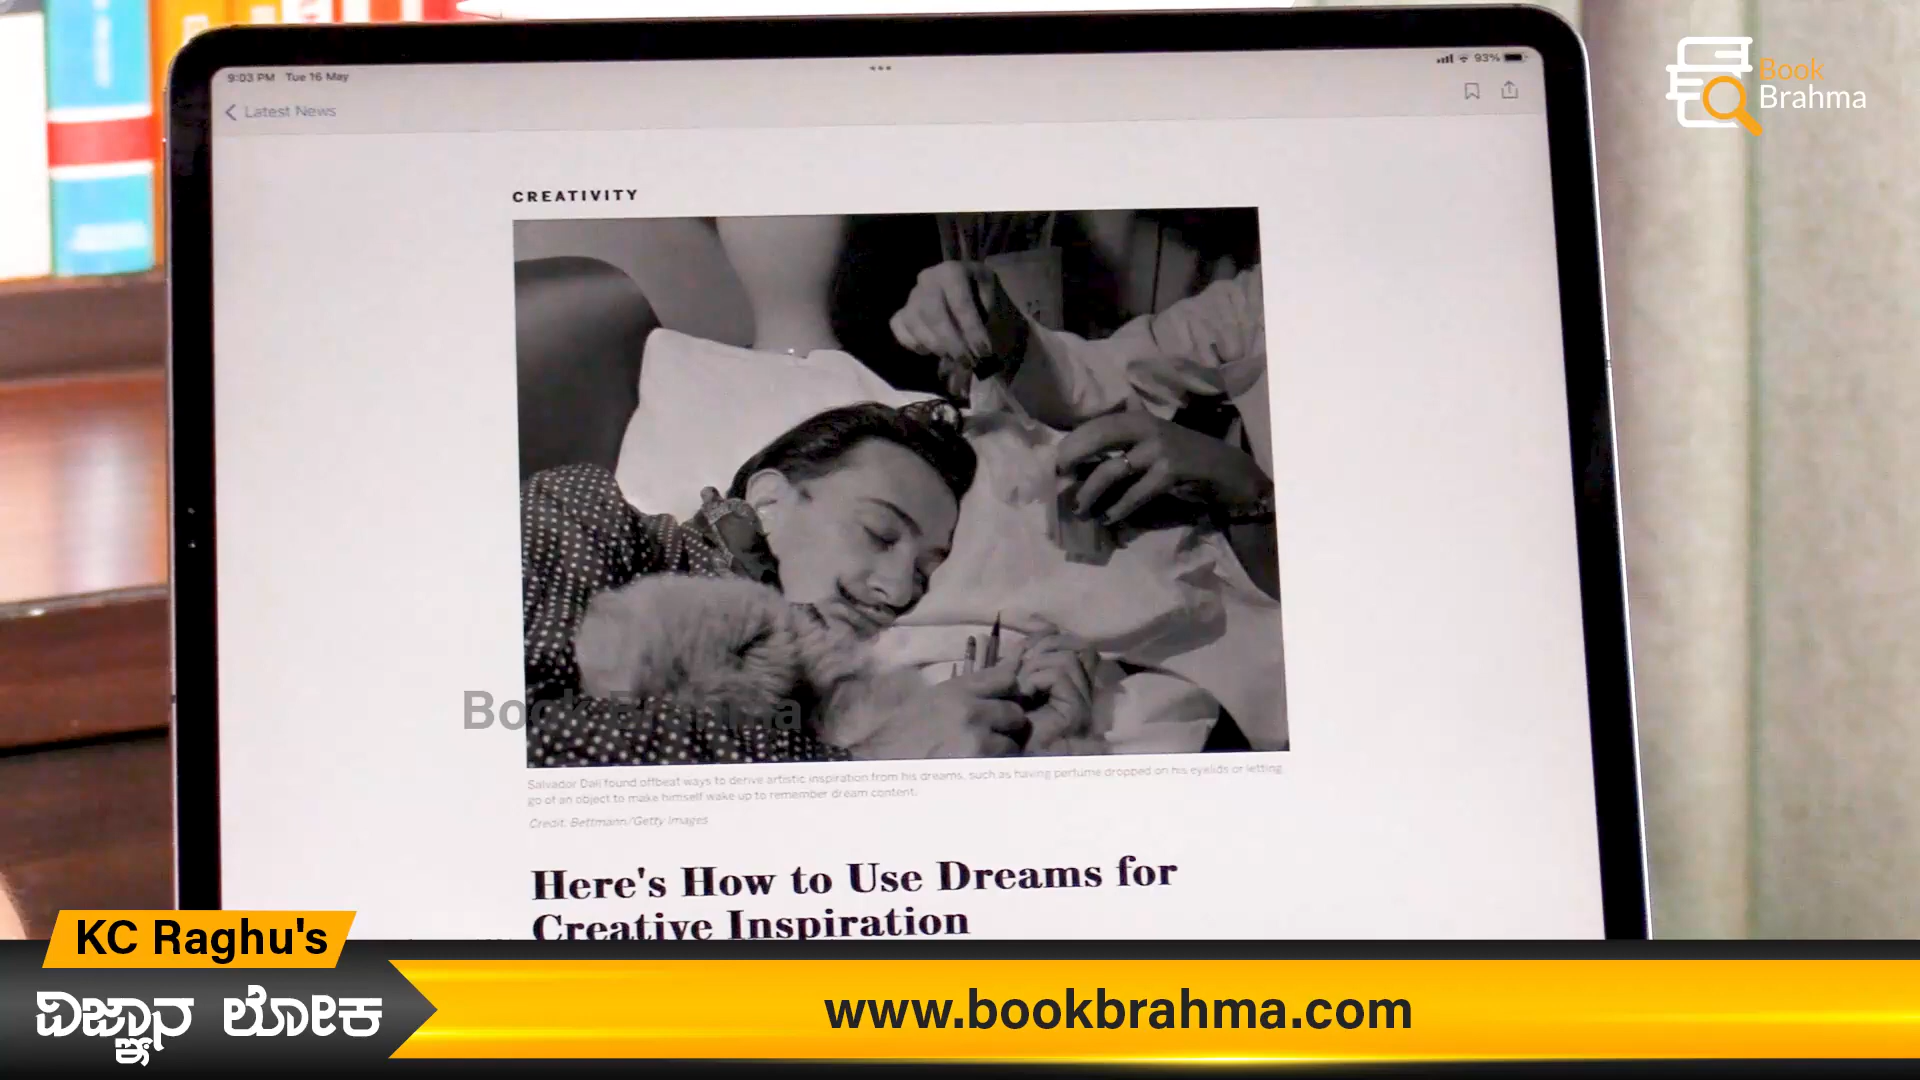 9:03 PM Tue 16 May
93%
Latest News
Book
Brahma
CREATIVITY
Book Brahma
Salvador Dalí found offbeat ways to derive artistic inspiration from his dreams, such as having perfume dropped on his eyelids or letting
go of an object to make himself wake up to remember dream content.
Credit: Bettmann/Getty Images
Here's How to Use Dreams for
Creative Inspiration
KC Raghu's
ವಿಜ್ಞಾನ ಲೋಕ
www.bookbrahma.com